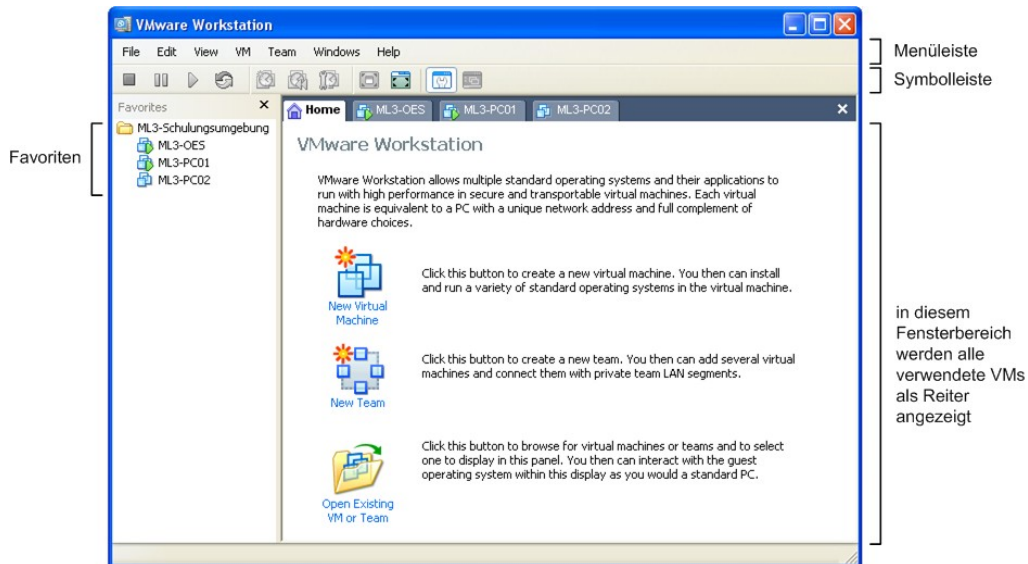 VMware Workstation
File Edit View VM Team Windows Help
Menüleiste
Symbolleiste
Favorites
Home ML3-OES ML3-PC01 ML3-PC02
Favoriten
ML3-Schulungsumgebung
ML3-OES
ML3-PC01
ML3-PC02
VMware Workstation
VMware Workstation allows multiple standard operating systems and their applications to
run with high performance in secure and transportable virtual machines. Each virtual
machine is equivalent to a PC with a unique network address and full complement of
hardware choices.
New Virtual
Machine
Click this button to create a new virtual machine. You then can install
and run a variety of standard operating systems in the virtual machine.
New Team
Click this button to create a new team. You then can add several virtual
machines and connect them with private team LAN segments.
Open Existing
VM or Team
Click this button to browse for virtual machines or teams and to select
one to display in this panel. You then can interact with the guest
operating system within this display as you would a standard PC.
in diesem
Fensterbereich
werden alle
verwendete VMs
als Reiter
angezeigt